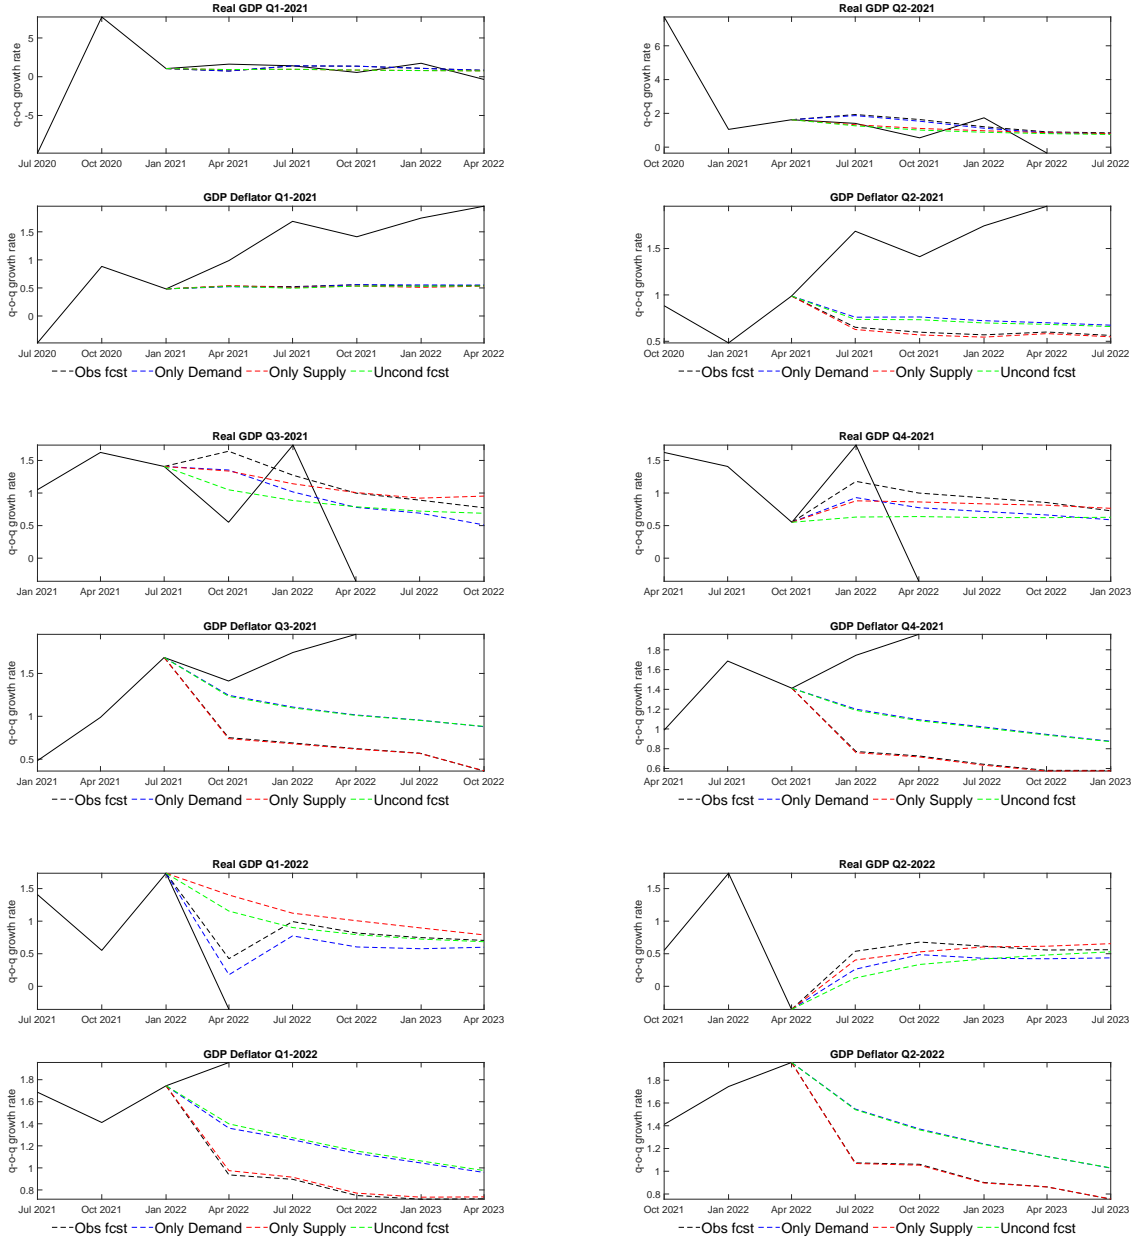 Real GDP Q1-2021
q-o-q growth rate
5
0
-5
Jul 2020 Oct 2020 Jan 2021 Apr 2021 Jul 2021 Oct 2021 Jan 2022 Apr 2022
Real GDP Q2-2021
q-o-q growth rate
6
4
2
0
Oct 2020 Jan 2021 Apr 2021 Jul 2021 Oct 2021 Jan 2022 Apr 2022 Jul 2022
GDP Deflator Q1-2021
q-o-q growth rate
1.5
1
0.5
0
Jul 2020 Oct 2020 Jan 2021 Apr 2021 Jul 2021 Oct 2021 Jan 2022 Apr 2022
Obs fcst Only Demand Only Supply Uncond fcst
GDP Deflator Q2-2021
q-o-q growth rate
1.5
1
0.5
Oct 2020 Jan 2021 Apr 2021 Jul 2021 Oct 2021 Jan 2022 Apr 2022 Jul 2022
Obs fcst Only Demand Only Supply Uncond fcst
Real GDP Q3-2021
q-o-q growth rate
1.5
1
0.5
0
Jan 2021 Apr 2021 Jul 2021 Oct 2021 Jan 2022 Apr 2022 Jul 2022 Oct 2022
Real GDP Q4-2021
q-o-q growth rate
1.5
1
0.5
0
Apr 2021 Jul 2021 Oct 2021 Jan 2022 Apr 2022 Jul 2022 Oct 2022 Jan 2023
GDP Deflator Q3-2021
q-o-q growth rate
1.5
1
0.5
Jan 2021 Apr 2021 Jul 2021 Oct 2021 Jan 2022 Apr 2022 Jul 2022 Oct 2022
Obs fcst Only Demand Only Supply Uncond fcst
GDP Deflator Q4-2021
q-o-q growth rate
1.8
1.6
1.4
1.2
1
0.8
0.6
Apr 2021 Jul 2021 Oct 2021 Jan 2022 Apr 2022 Jul 2022 Oct 2022 Jan 2023
Obs fcst Only Demand Only Supply Uncond fcst
Real GDP Q1-2022
q-o-q growth rate
1.5
1
0.5
0
Jul 2021 Oct 2021 Jan 2022 Apr 2022 Jul 2022 Oct 2022 Jan 2023 Apr 2023
Real GDP Q2-2022
q-o-q growth rate
1.5
1
0.5
0
Oct 2021 Jan 2022 Apr 2022 Jul 2022 Oct 2022 Jan 2023 Apr 2023 Jul 2023
GDP Deflator Q1-2022
q-o-q growth rate
1.8
1.6
1.4
1.2
1
0.8
Jul 2021 Oct 2021 Jan 2022 Apr 2022 Jul 2022 Oct 2022 Jan 2023 Apr 2023
Obs fcst Only Demand Only Supply Uncond fcst
GDP Deflator Q2-2022
q-o-q growth rate
1.8
1.6
1.4
1.2
1
0.8
Oct 2021 Jan 2022 Apr 2022 Jul 2022 Oct 2022 Jan 2023 Apr 2023 Jul 2023
Obs fcst Only Demand Only Supply Uncond fcst